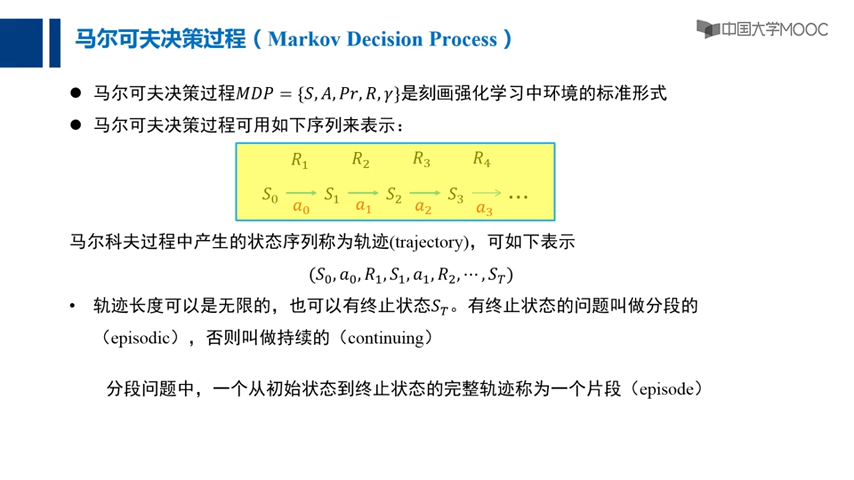 马尔可夫决策过程（Markov Decision Process）
中国大学MOOC
● 马尔可夫决策过程𝑀𝐷𝑃 = {𝑆, 𝐴, 𝑃𝑟, 𝑅, 𝛾}是刻画强化学习中环境的标准形式
● 马尔可夫决策过程可用如下序列来表示：
R₁ R₂ R₃ R₄
S₀ → S₁ → S₂ → S₃ → ⋯
a₀ a₁ a₂ a₃
马尔科夫过程中产生的状态序列称为轨迹(trajectory)，可如下表示
(S₀, a₀, R₁, S₁, a₁, R₂, ⋯ , S_T)
• 轨迹长度可以是无限的，也可以有终止状态S_T。有终止状态的问题叫做分段的
（episodic），否则叫做持续的（continuing）
分段问题中，一个从初始状态到终止状态的完整轨迹称为一个片段（episode）